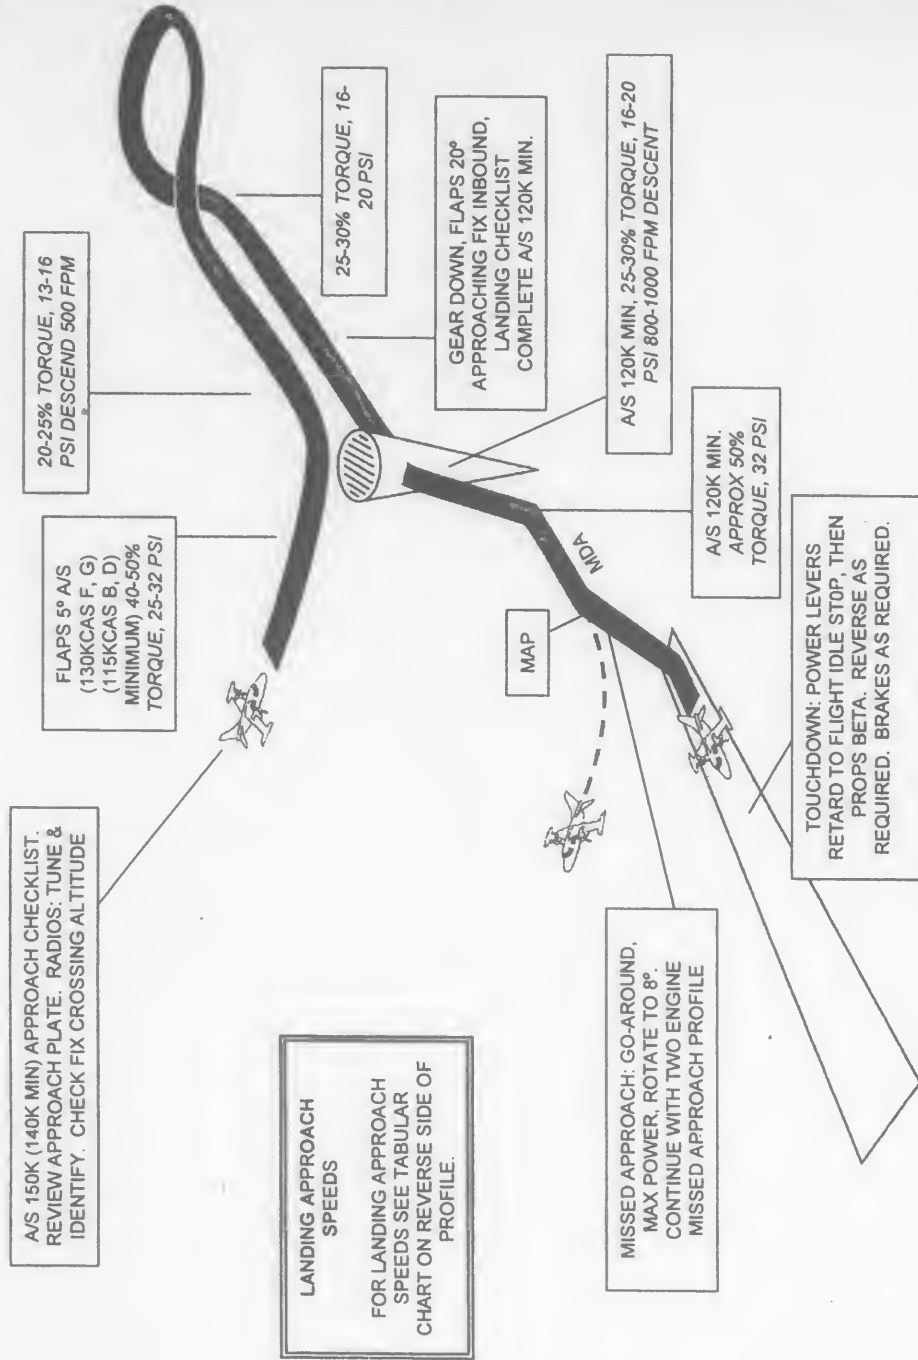 A/S 150K (140K MIN) APPROACH CHECKLIST.
REVIEW APPROACH PLATE. RADIOS: TUNE &
IDENTIFY. CHECK FIX CROSSING ALTITUDE
FLAPS 5º A/S
(130KCAS F, G)
(115KCAS B, D)
MINIMUM) 40-50%
TORQUE, 25-32 PSI
20-25% TORQUE, 13-16
PSI DESCEND 500 FPM
25-30% TORQUE, 16-
20 PSI
GEAR DOWN, FLAPS 20º
APPROACHING FIX INBOUND,
LANDING CHECKLIST
COMPLETE A/S 120K MIN.
A/S 120K MIN, 25-30% TORQUE, 16-20
PSI 800-1000 FPM DESCENT
A/S 120K MIN.
APPROX 50%
TORQUE, 32 PSI
MDA
MAP
LANDING APPROACH
SPEEDS
FOR LANDING APPROACH
SPEEDS SEE TABULAR
CHART ON REVERSE SIDE OF
PROFILE.
MISSED APPROACH: GO-AROUND,
MAX POWER, ROTATE TO 8º.
CONTINUE WITH TWO ENGINE
MISSED APPROACH PROFILE
TOUCHDOWN: POWER LEVERS
RETARD TO FLIGHT IDLE STOP, THEN
PROPS BETA. REVERSE AS
REQUIRED. BRAKES AS REQUIRED.